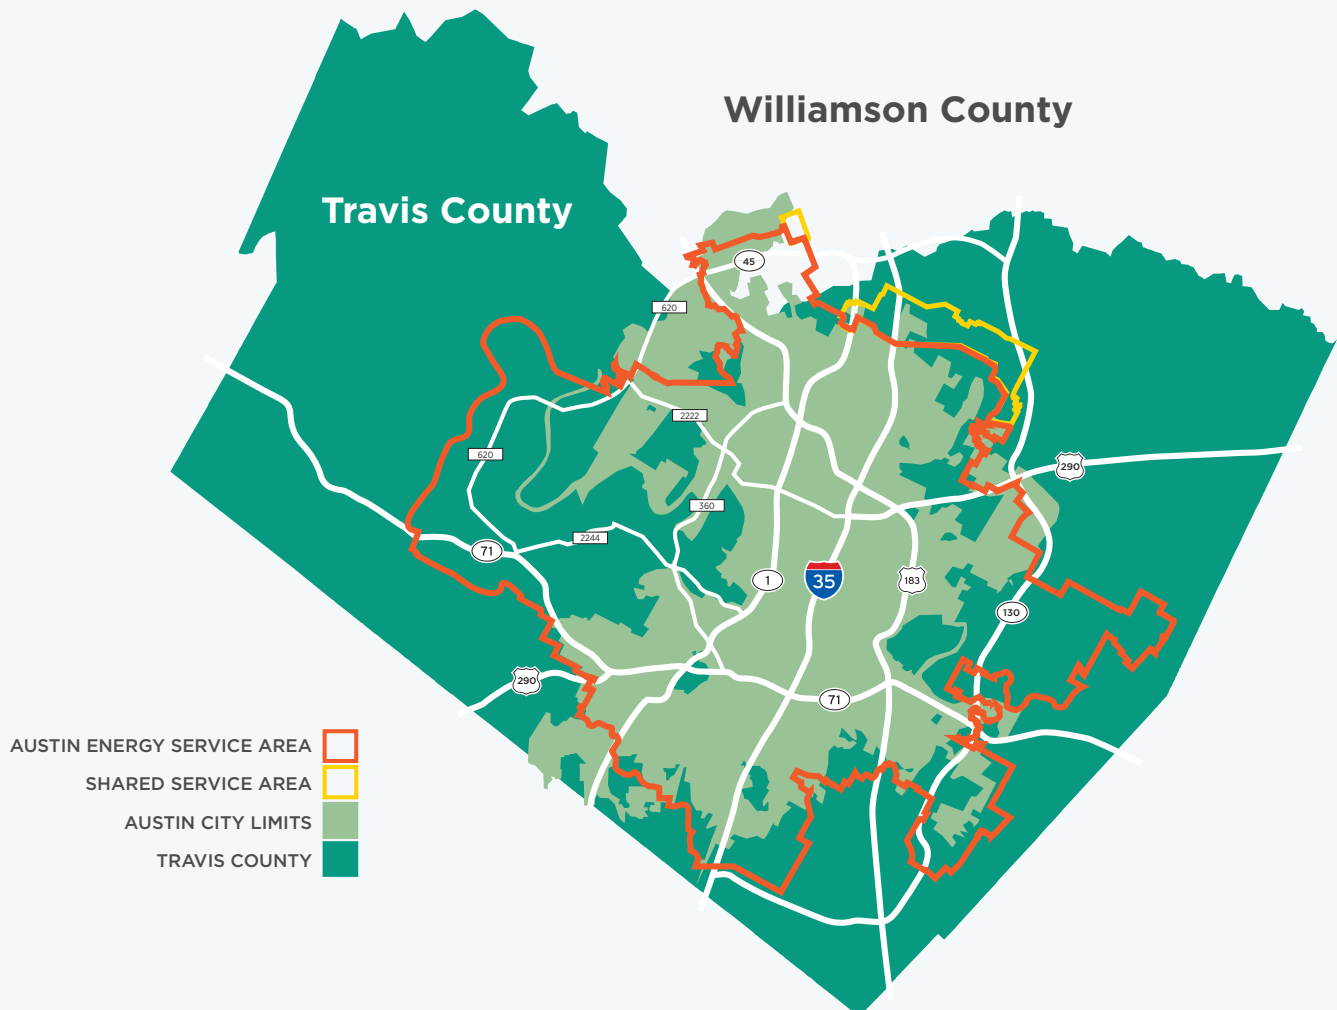 Williamson County
Travis County
45
620
2222
620
290
360
2244
71
1
35
183
130
290
71
AUSTIN ENERGY SERVICE AREA
SHARED SERVICE AREA
AUSTIN CITY LIMITS
TRAVIS COUNTY